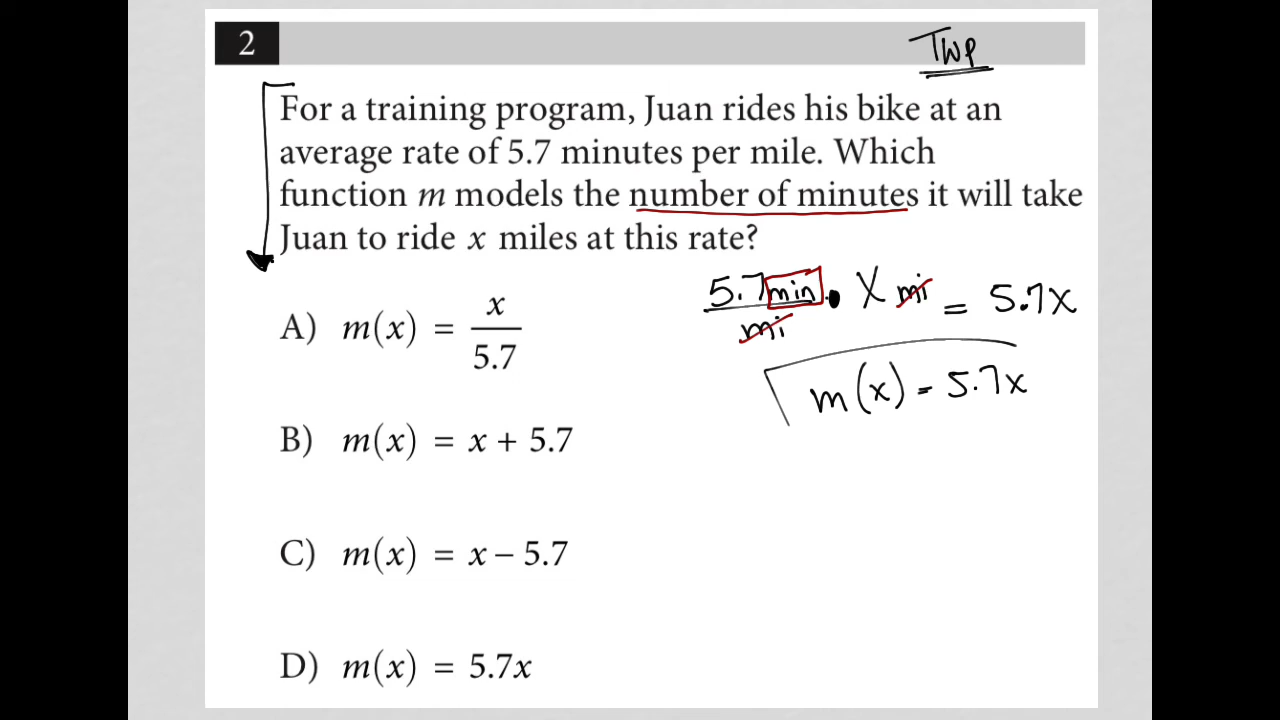 2
TWP
For a training program, Juan rides his bike at an
average rate of 5.7 minutes per mile. Which
function m models the number of minutes it will take
Juan to ride x miles at this rate?
5.7 min / mi • x mi = 5.7x
m(x) = 5.7x
A) m(x) = x/5.7
B) m(x) = x + 5.7
C) m(x) = x − 5.7
D) m(x) = 5.7x